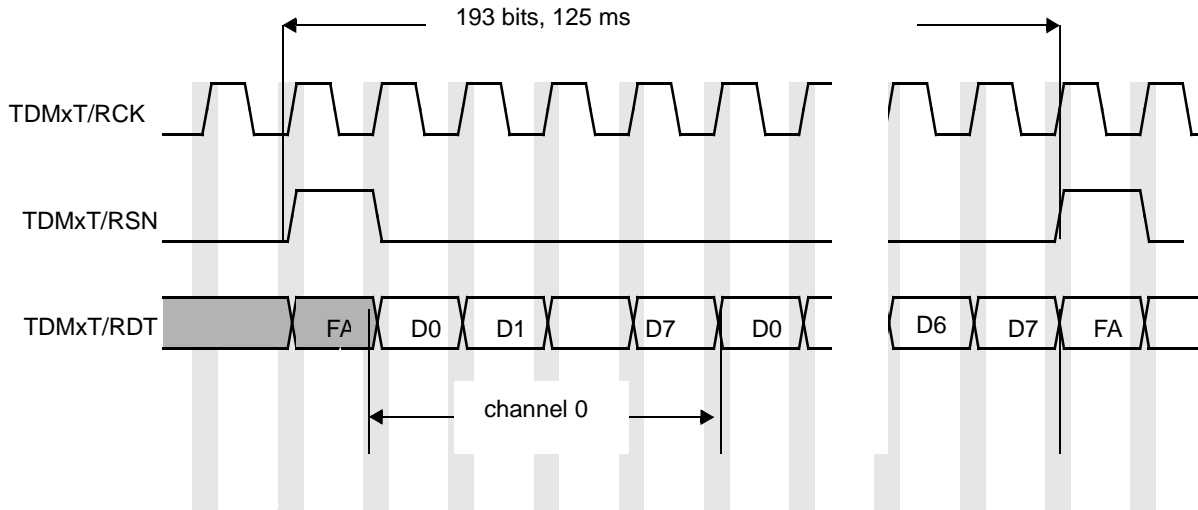 193 bits, 125 ms
TDMxT/RCK
TDMxT/RSN
TDMxT/RDT
FA D0 D1 D7 D0 D6 D7 FA
channel 0